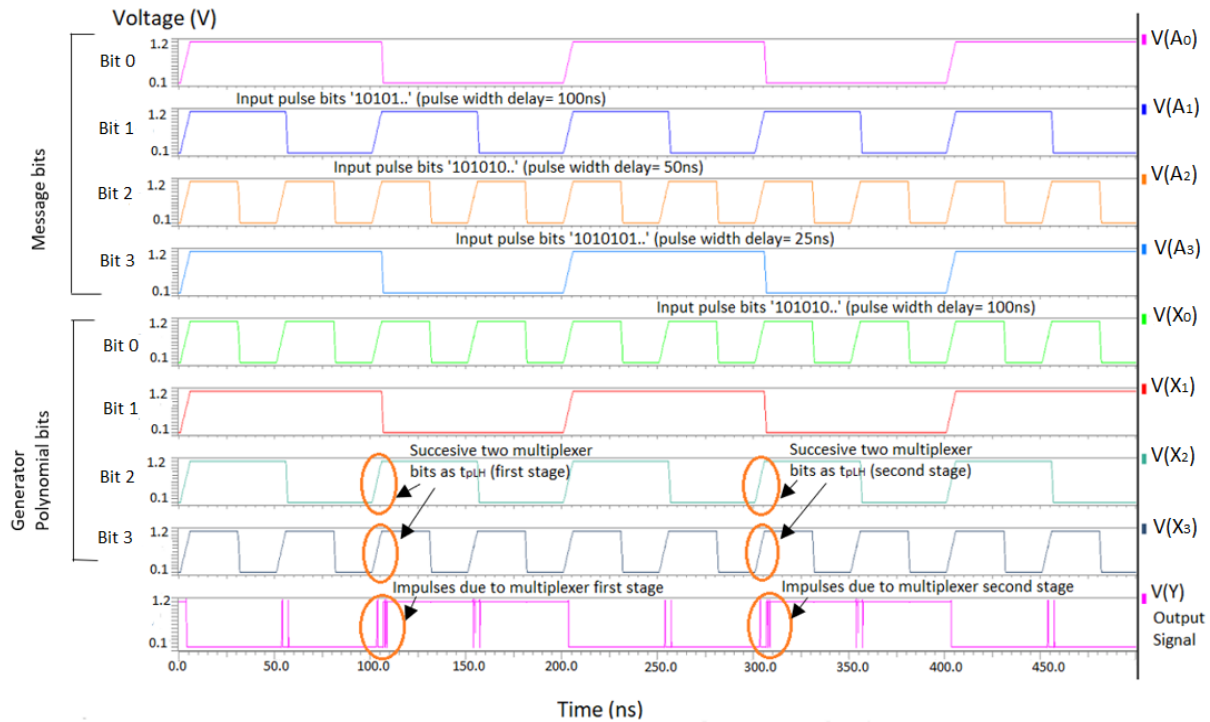 Voltage (V)
Message bits
Bit 0
1.2
0.1
V(A0)
Input pulse bits '10101..' (pulse width delay= 100ns)
Bit 1
1.2
0.1
V(A1)
Input pulse bits '101010..' (pulse width delay= 50ns)
Bit 2
1.2
0.1
V(A2)
Input pulse bits '1010101..' (pulse width delay= 25ns)
Bit 3
1.2
0.1
V(A3)
Input pulse bits '101010..' (pulse width delay= 100ns)
Generator
Polynomial bits
Bit 0
1.2
0.1
V(X0)
Bit 1
1.2
0.1
V(X1)
Succesive two multiplexer
bits as tpLH (first stage)
Succesive two multiplexer
bits as tpLH (second stage)
Bit 2
1.2
0.1
V(X2)
Bit 3
1.2
0.1
V(X3)
Impulses due to multiplexer first stage
Impulses due to multiplexer second stage
1.2
0.1
V(Y)
Output
Signal
0.0 50.0 100.0 150.0 200.0 250.0 300.0 350.0 400.0 450.0
Time (ns)